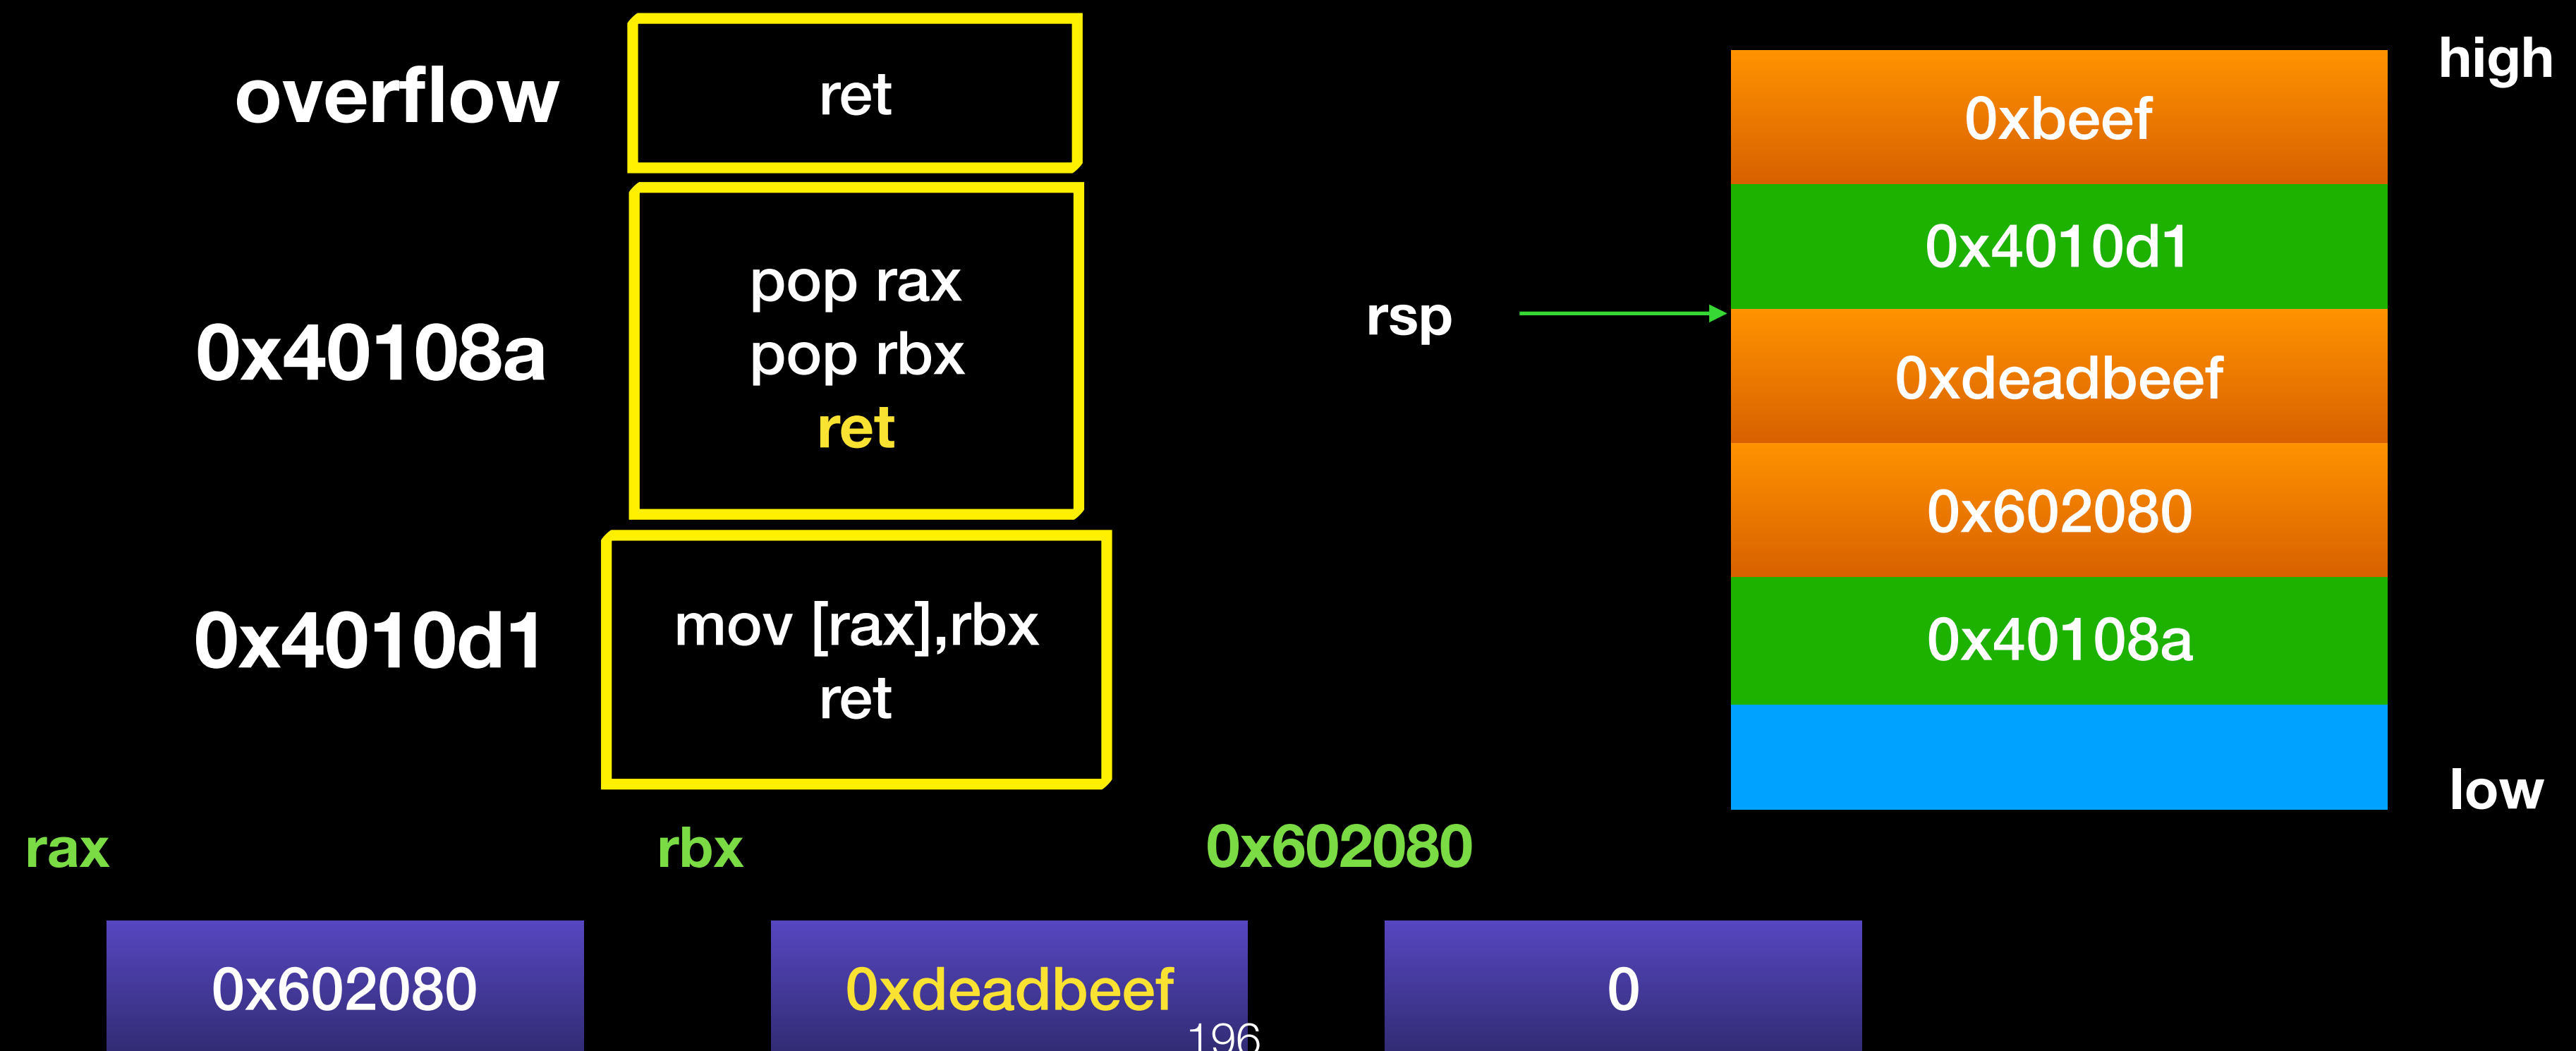 overflow
ret
0x40108a
pop rax
pop rbx
ret
0x4010d1
mov [rax],rbx
ret
rsp
high
0xbeef
0x4010d1
0xdeadbeef
0x602080
0x40108a
low
rax
0x602080
rbx
0xdeadbeef
0x602080
0
196